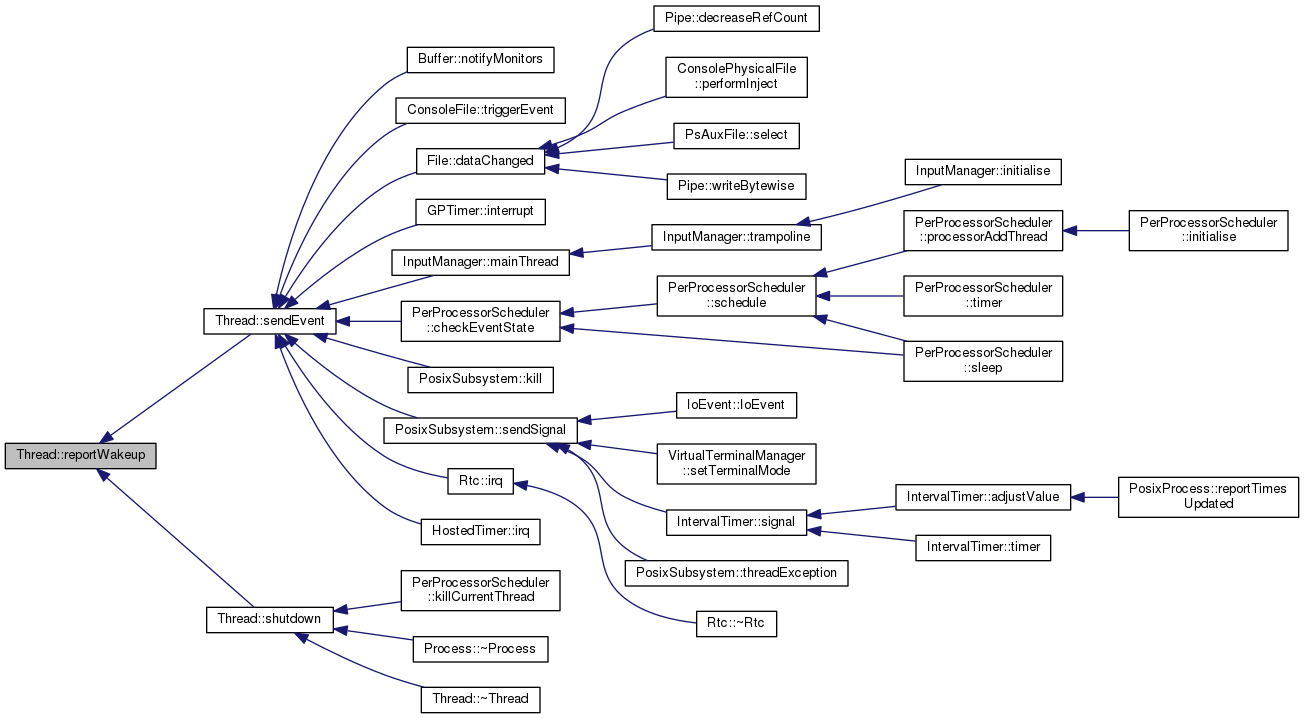 Pipe::decreaseRefCount
Buffer::notifyMonitors
ConsolePhysicalFile
::performInject
ConsoleFile::triggerEvent
PsAuxFile::select
File::dataChanged
InputManager::initialise
Pipe::writeBytewise
GPTimer::interrupt
PerProcessorScheduler
::processorAddThread
PerProcessorScheduler
::initialise
InputManager::trampoline
InputManager::mainThread
PerProcessorScheduler
::schedule
PerProcessorScheduler
::timer
Thread::sendEvent
PerProcessorScheduler
::checkEventState
PerProcessorScheduler
::sleep
PosixSubsystem::kill
IoEvent::IoEvent
PosixSubsystem::sendSignal
Thread::reportWakeup
VirtualTerminalManager
::setTerminalMode
Rtc::irq
IntervalTimer::adjustValue
PosixProcess::reportTimes
Updated
IntervalTimer::signal
HostedTimer::irq
IntervalTimer::timer
PosixSubsystem::threadException
PerProcessorScheduler
::killCurrentThread
Thread::shutdown
Rtc::~Rtc
Process::~Process
Thread::~Thread